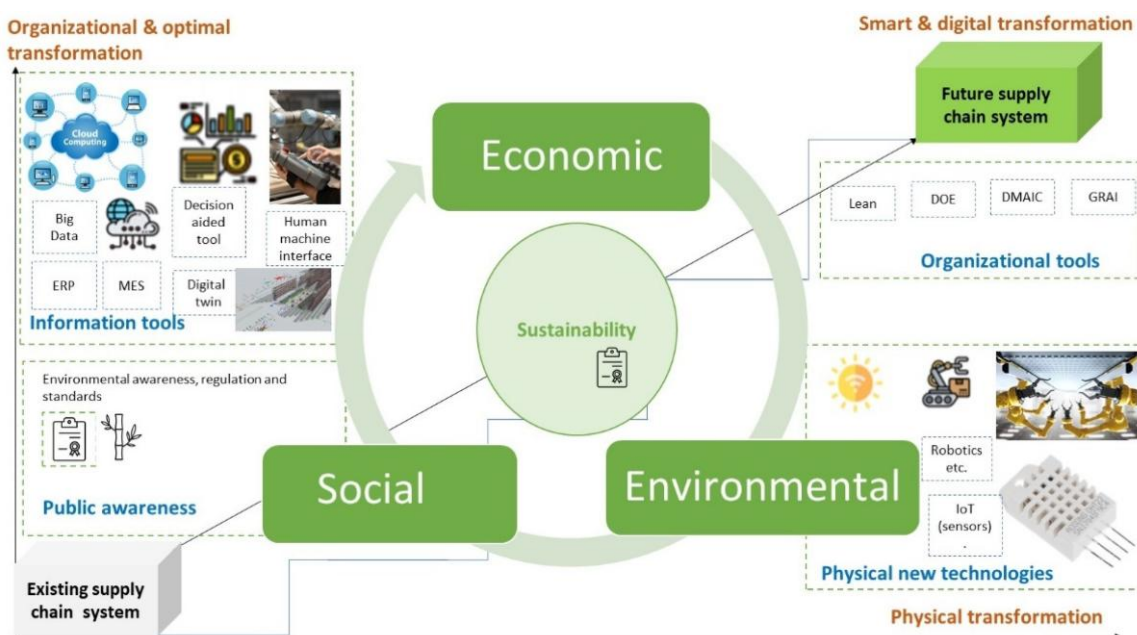 Organizational & optimal
transformation
Smart & digital transformation
Cloud
Computing
Big
Data
Decision
aided
tool
Human
machine
interface
ERP
MES
Digital
twin
Information tools
Economic
Future supply
chain system
Lean
DOE
DMAIC
GRAI
Organizational tools
Sustainability
Environmental awareness, regulation and
standards
Public awareness
Social
Environmental
Robotics
etc.
IoT
(sensors)
.
Physical new technologies
Existing supply
chain system
Physical transformation